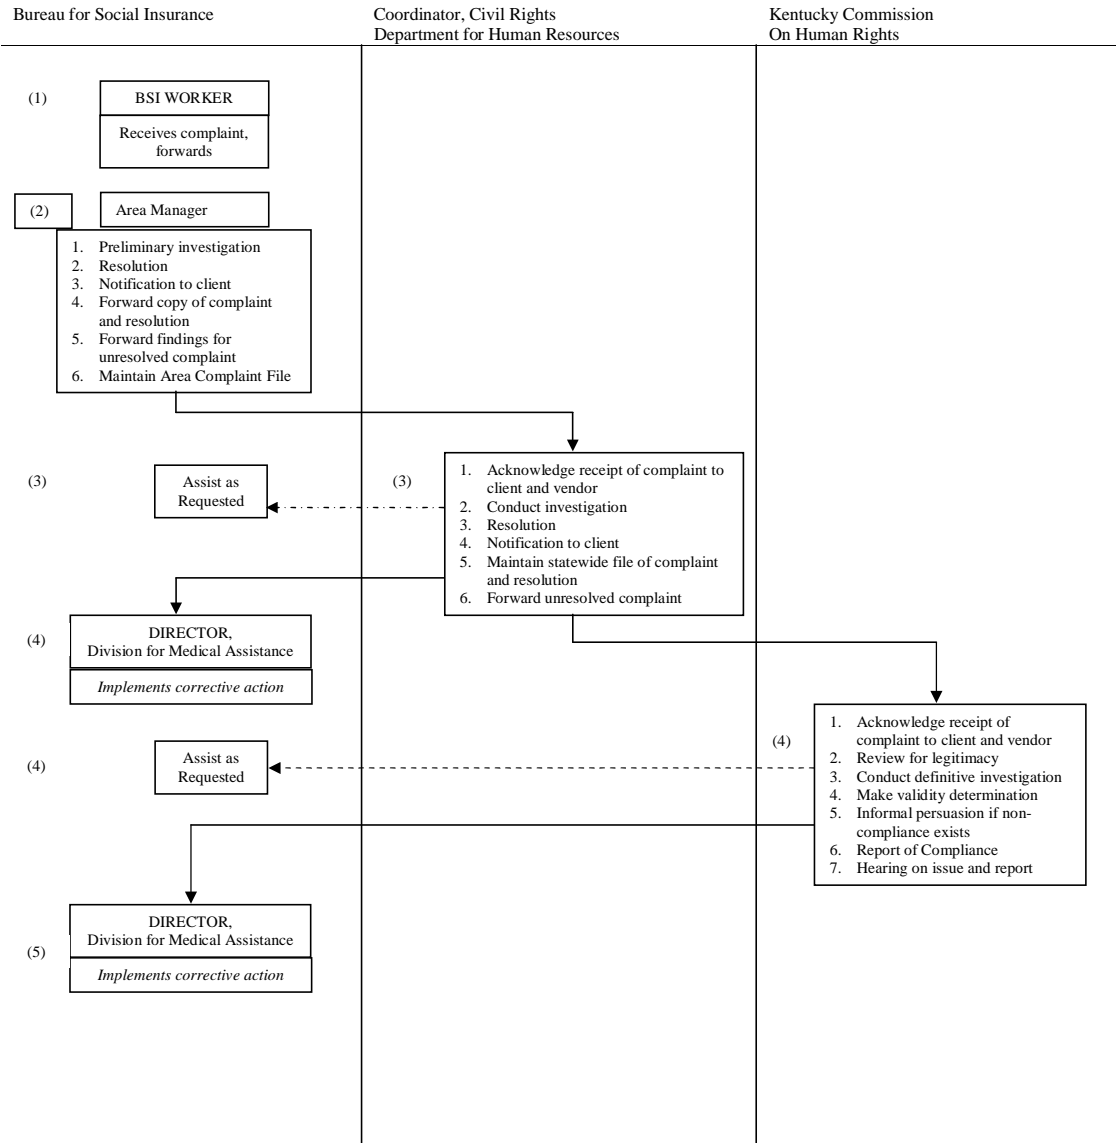 Bureau for Social Insurance
Coordinator, Civil Rights
Department for Human Resources
Kentucky Commission
On Human Rights
(1)
BSI WORKER
Receives complaint,
forwards
(2)
Area Manager
1. Preliminary investigation
2. Resolution
3. Notification to client
4. Forward copy of complaint
and resolution
5. Forward findings for
unresolved complaint
6. Maintain Area Complaint File
(3)
Assist as
Requested
(3)
1. Acknowledge receipt of complaint to
client and vendor
2. Conduct investigation
3. Resolution
4. Notification to client
5. Maintain statewide file of complaint
and resolution
6. Forward unresolved complaint
(4)
DIRECTOR,
Division for Medical Assistance
Implements corrective action
(4)
Assist as
Requested
(4)
1. Acknowledge receipt of
complaint to client and vendor
2. Review for legitimacy
3. Conduct definitive investigation
4. Make validity determination
5. Informal persuasion if non-
compliance exists
6. Report of Compliance
7. Hearing on issue and report
(5)
DIRECTOR,
Division for Medical Assistance
Implements corrective action